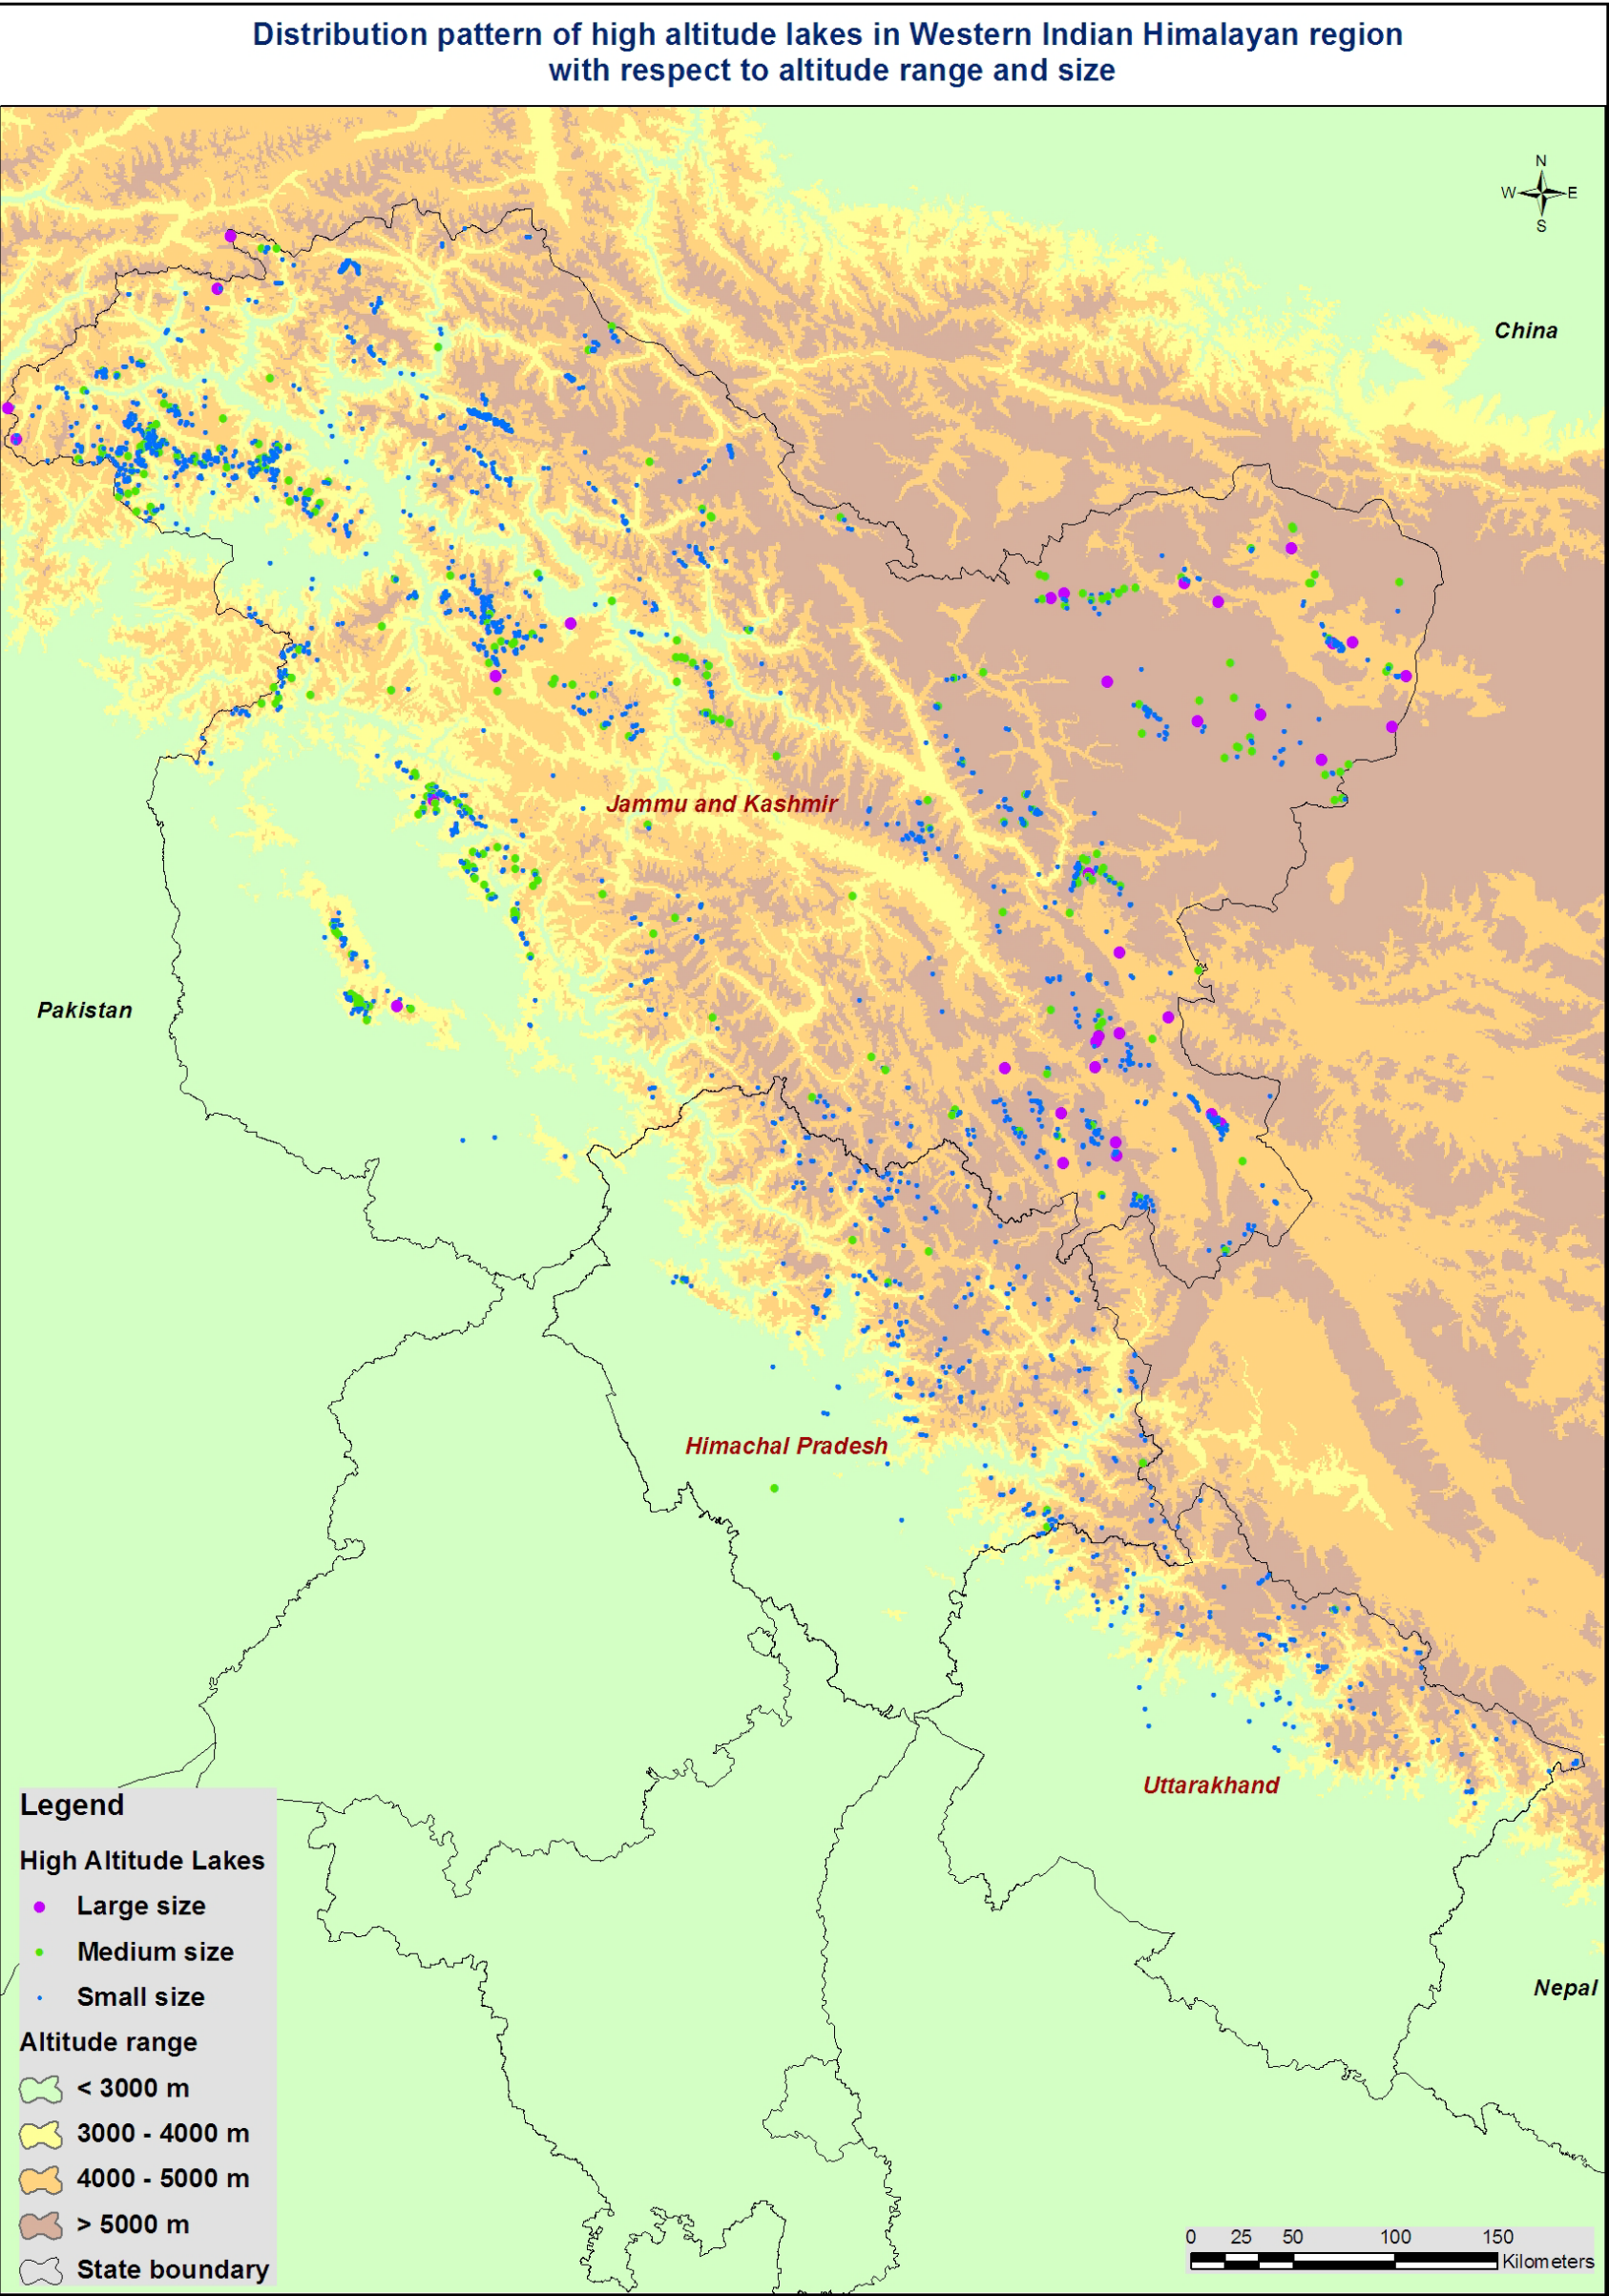 Distribution pattern of high altitude lakes in Western Indian Himalayan region
with respect to altitude range and size
N
W E
S
China
Jammu and Kashmir
Pakistan
Himachal Pradesh
Uttarakhand
Nepal
Legend
High Altitude Lakes
Large size
Medium size
Small size
Altitude range
< 3000 m
3000 - 4000 m
4000 - 5000 m
> 5000 m
State boundary
0 25 50 100 150
Kilometers